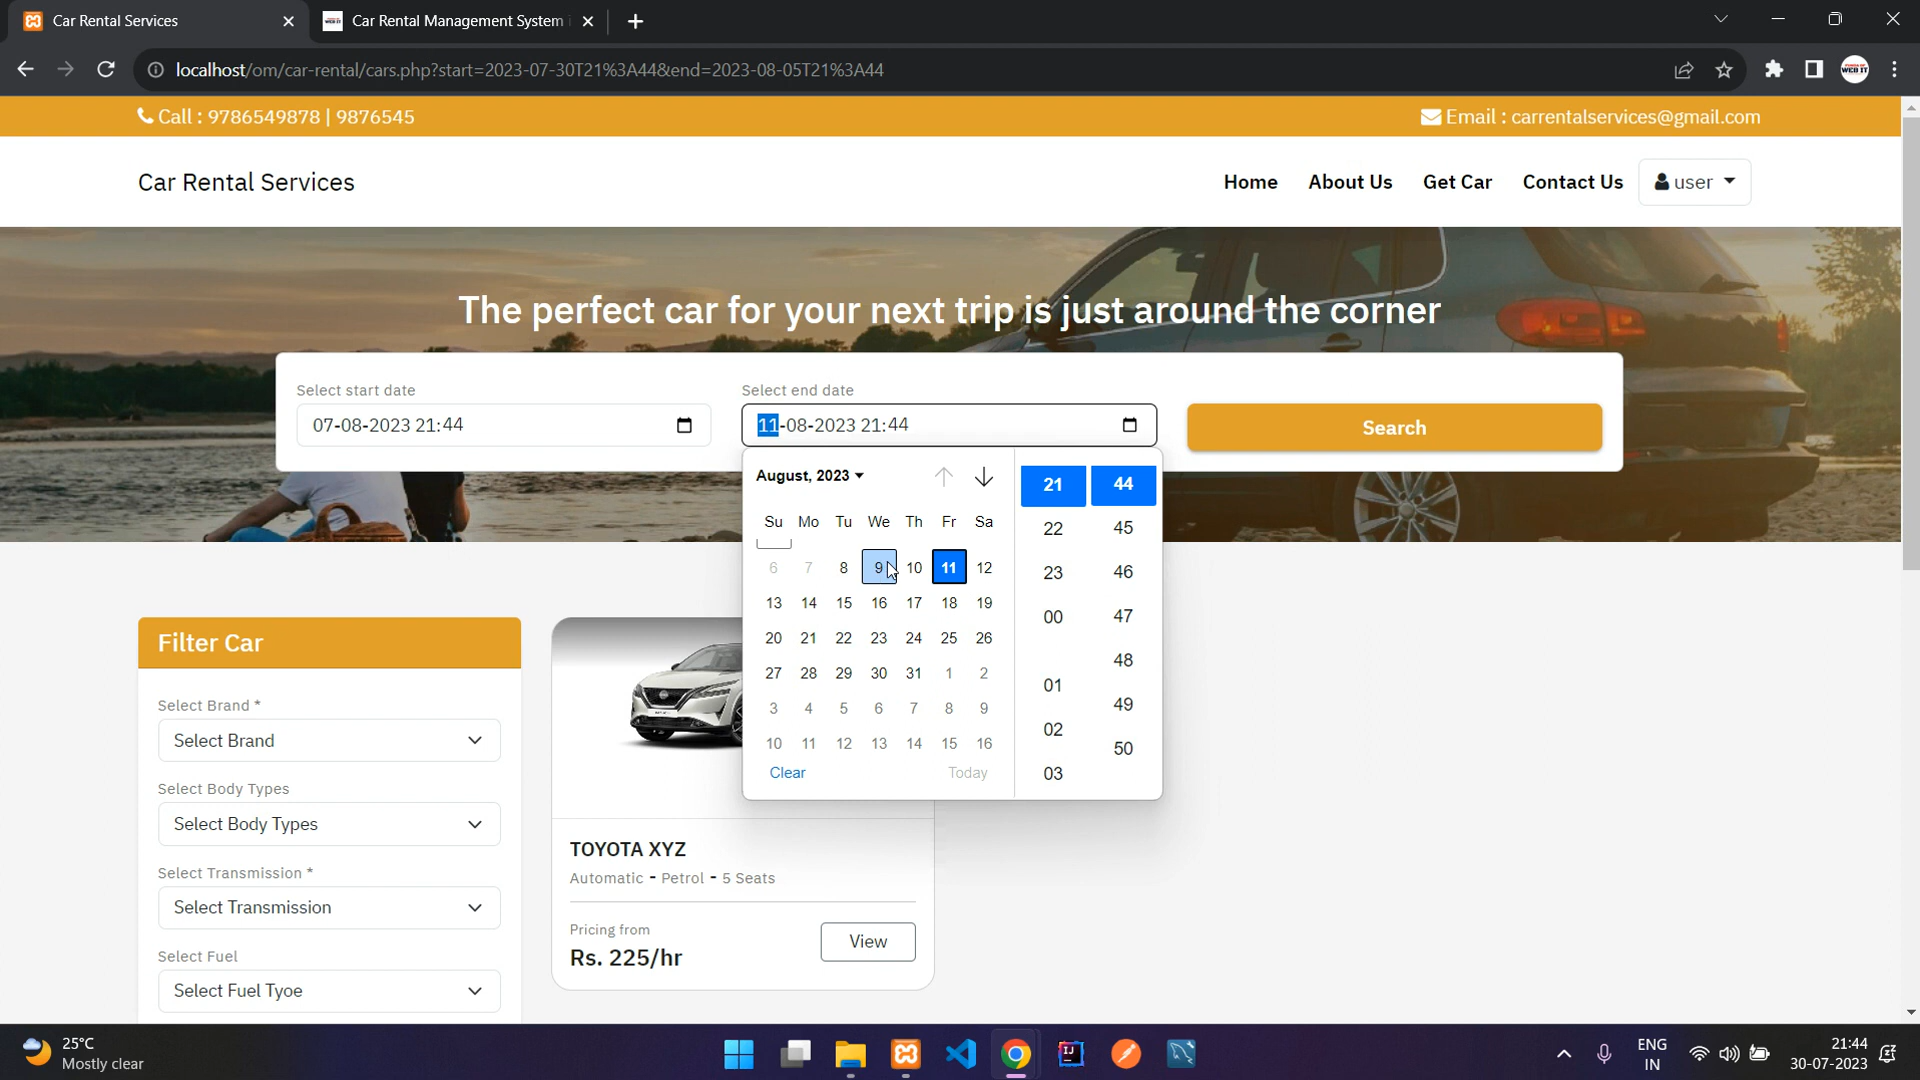 Car Rental Services
Car Rental Management System
localhost/om/car-rental/cars.php?start=2023-07-30T21%3A44&end=2023-08-05T21%3A44
WEB IT
Call : 9786549878 | 9876545
Email : carrentalservices@gmail.com
Car Rental Services
Home About Us Get Car Contact Us user
The perfect car for your next trip is just around the corner
Select start date
07-08-2023 21:44
Select end date
11-08-2023 21:44
Search
August, 2023
Su Mo Tu We Th Fr Sa
6 7 8 9 10 11 12
13 14 15 16 17 18 19
20 21 22 23 24 25 26
27 28 29 30 31 1 2
3 4 5 6 7 8 9
10 11 12 13 14 15 16
Clear Today
21 44
22 45
23 46
00 47
48
01
49
02
50
03
Filter Car
Select Brand *
Select Brand
Select Body Types
Select Body Types
Select Transmission *
Select Transmission
Select Fuel
Select Fuel Tyoe
TOYOTA XYZ
Automatic - Petrol - 5 Seats
Pricing from
Rs. 225/hr
View
25°C
Mostly clear
ENG
IN
21:44
30-07-2023